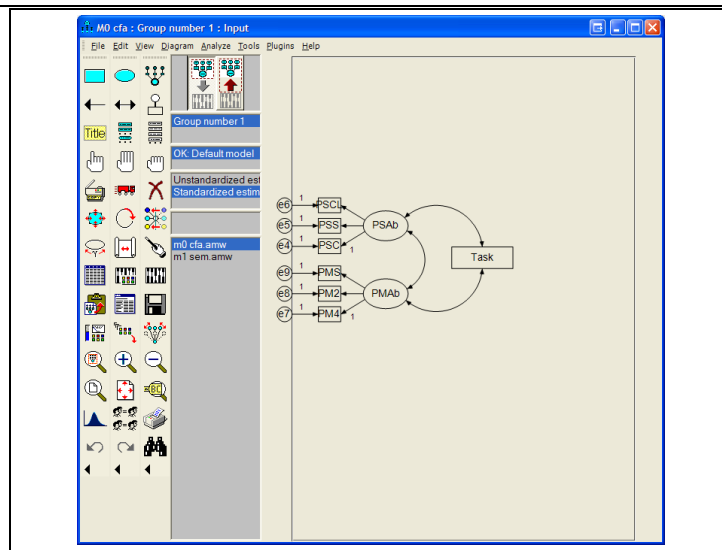 M0 cfa : Group number 1 : Input
File Edit View Diagram Analyze Tools Plugins Help
Title
Group number 1
OK: Default model
Unstandardized est
Standardized estim
m0 cfa.amw
m1 sem.amw
e6 1 PSCL
e5 1 PSS PSAb
e4 1 PSC 1
Task
e9 1 PMS
e8 1 PM2 PMAb
e7 1 PM4 1